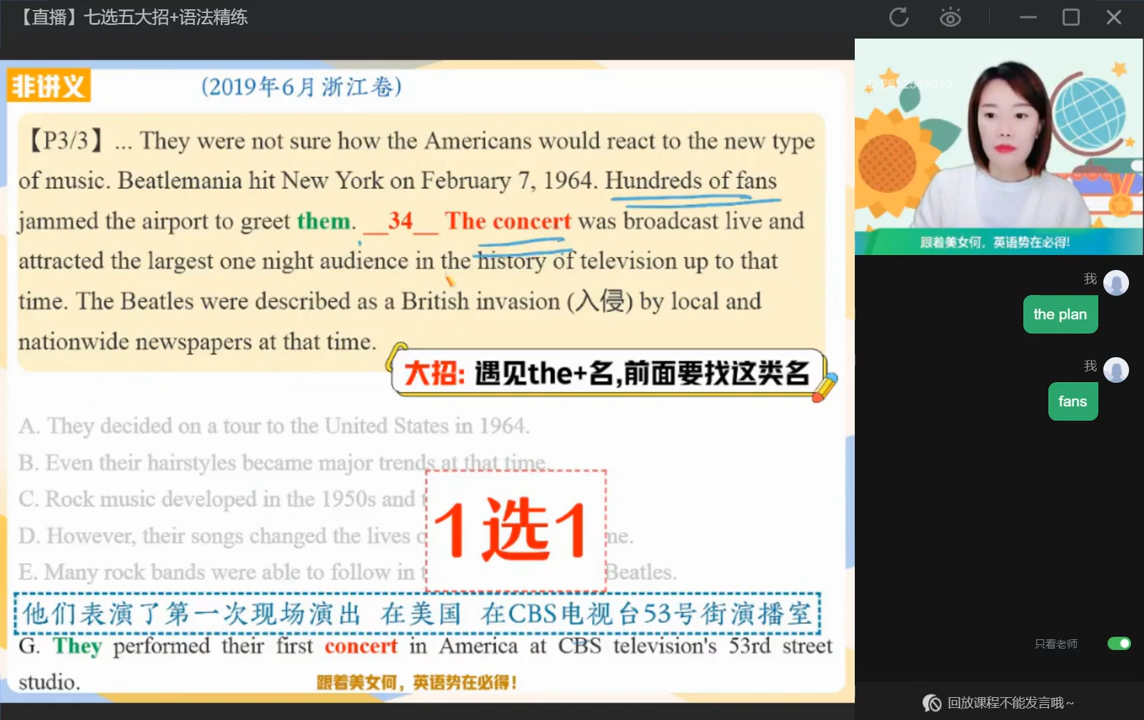 【直播】七选五大招+语法精练
非讲义
(2019年6月浙江卷)
【P3/3】... They were not sure how the Americans would react to the new type
of music. Beatlemania hit New York on February 7, 1964. Hundreds of fans
jammed the airport to greet them. __34__ The concert was broadcast live and
attracted the largest one night audience in the history of television up to that
time. The Beatles were described as a British invasion (入侵) by local and
nationwide newspapers at that time.
大招: 遇见the+名,前面要找这类名
A. They decided on a tour to the United States in 1964.
B. Even their hairstyles became major trends at that time.
C. Rock music developed in the 1950s and
D. However, their songs changed the lives
E. Many rock bands were able to follow in
Beatles.
1选1
他们表演了第一次现场演出 在美国 在CBS电视台53号街演播室
G. They performed their first concert in America at CBS television's 53rd street
studio.
跟着美女何，英语势在必得！
跟着美女何，英语势在必得！
我
the plan
我
fans
只看老师
回放课程不能发言哦～